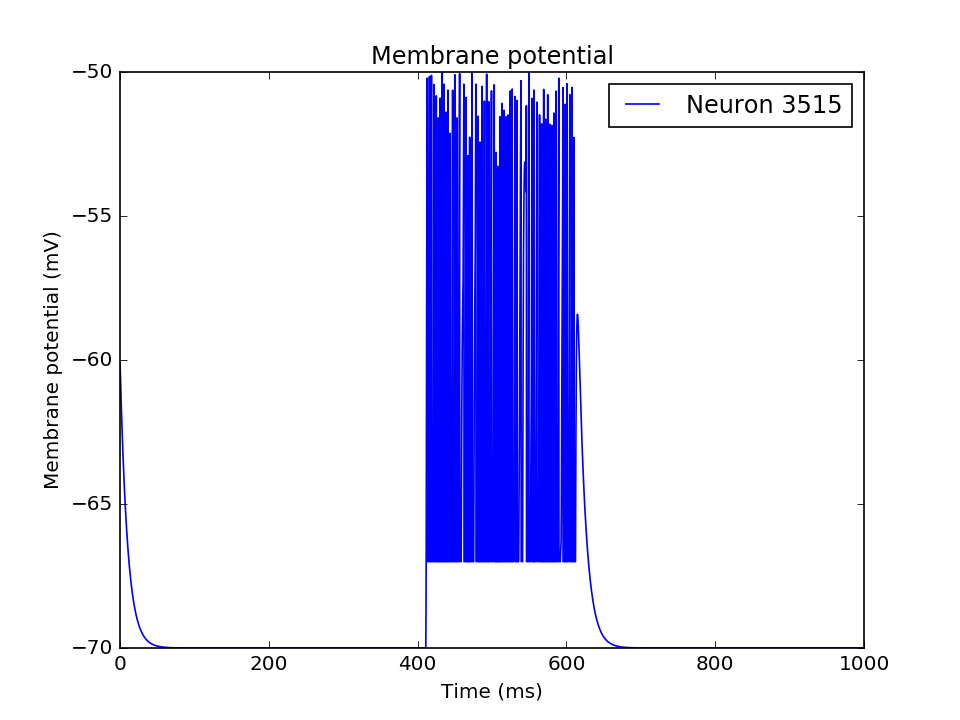 Membrane potential
−50
−55
−60
−65
−70
Membrane potential (mV)
Neuron 3515
0 200 400 600 800 1000
Time (ms)